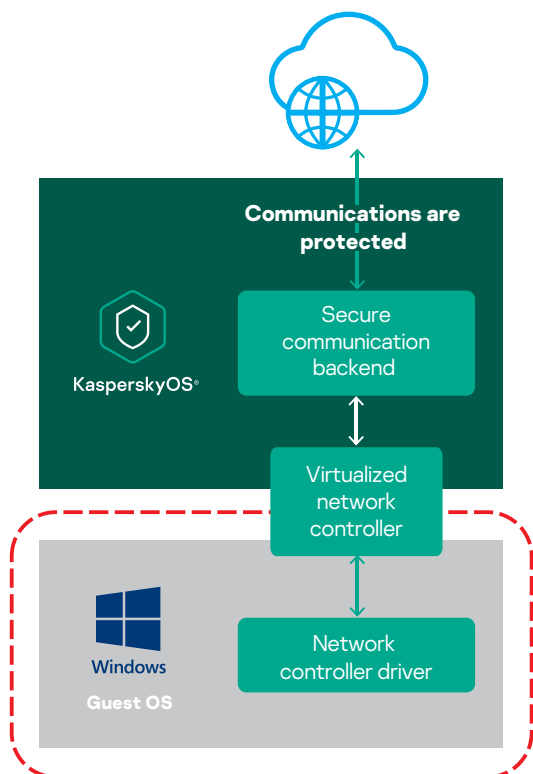 Communications are
protected
Secure
communication
backend
KasperskyOS®
Virtualized
network
controller
Network
controller driver
Windows
Guest OS